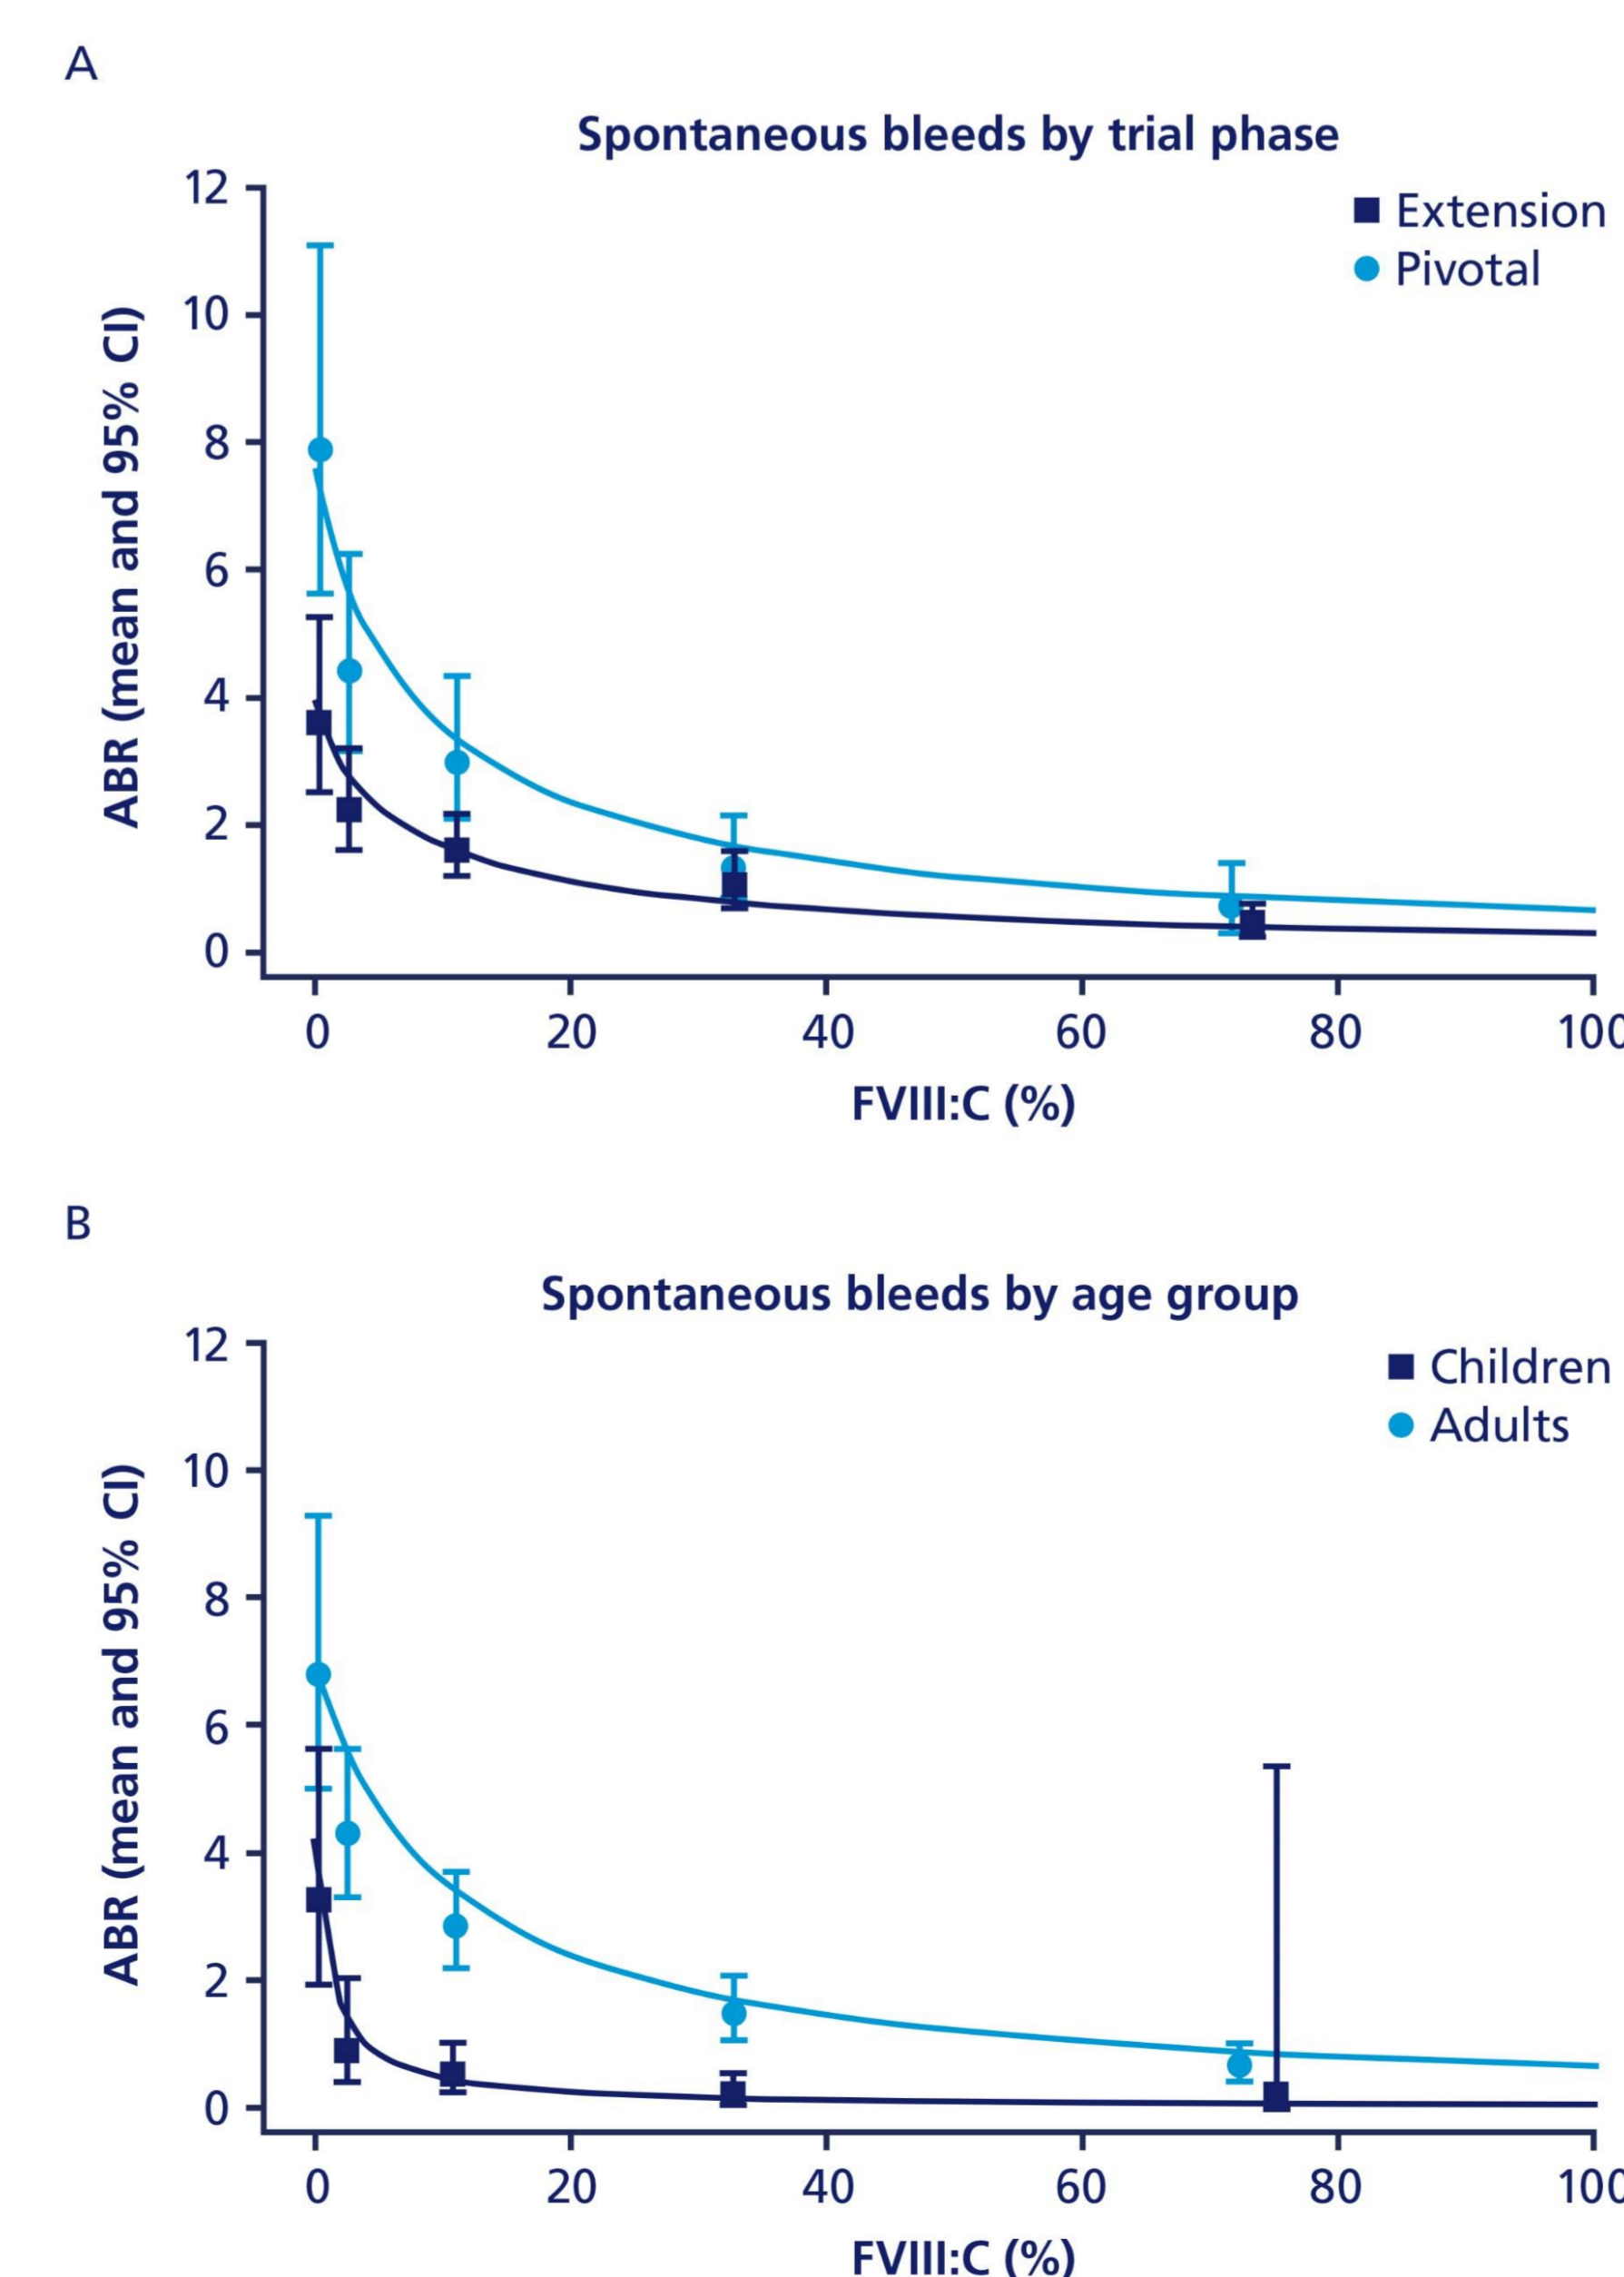 A
Spontaneous bleeds by trial phase
Extension
Pivotal
ABR (mean and 95% CI)
12
10
8
6
4
2
0
0 20 40 60 80 100
FVIII:C (%)
B
Spontaneous bleeds by age group
Children
Adults
ABR (mean and 95% CI)
12
10
8
6
4
2
0
0 20 40 60 80 100
FVIII:C (%)